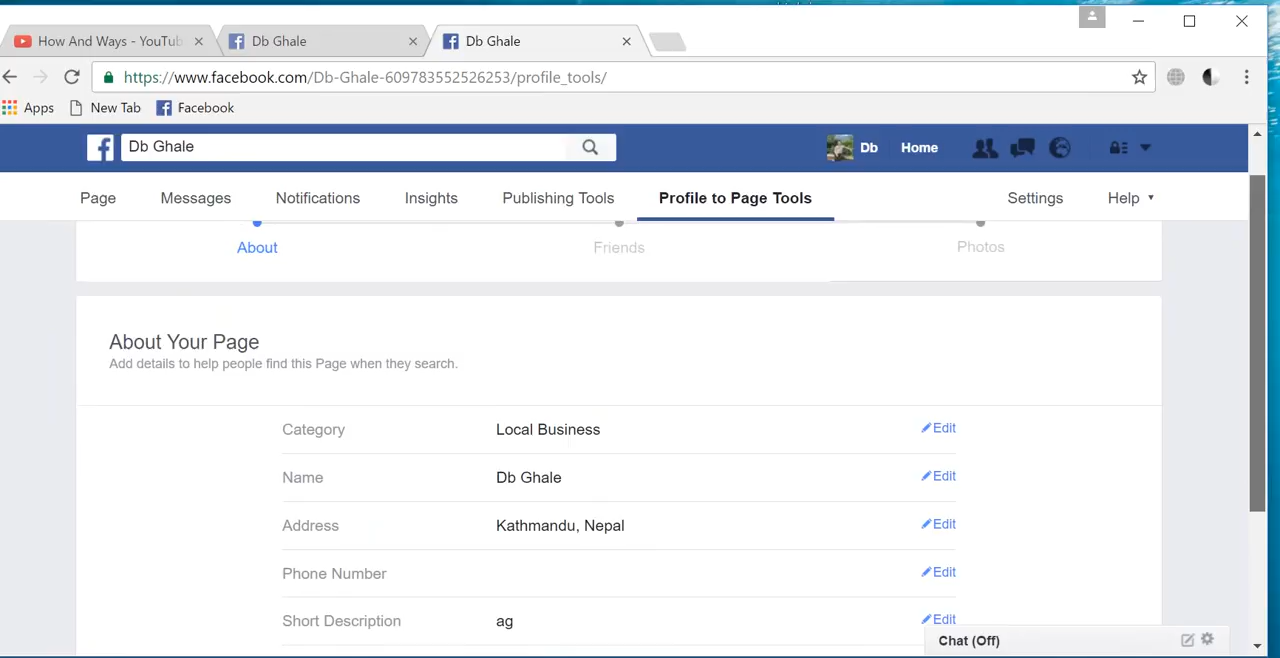 How And Ways - YouTub
Db Ghale
Db Ghale
https://www.facebook.com/Db-Ghale-609783552526253/profile_tools/
Apps
New Tab
Facebook
Db Ghale
Db
Home
Page
Messages
Notifications
Insights
Publishing Tools
Profile to Page Tools
Settings
Help
About
Friends
Photos
About Your Page
Add details to help people find this Page when they search.
Category
Local Business
Edit
Name
Db Ghale
Edit
Address
Kathmandu, Nepal
Edit
Phone Number
Edit
Short Description
ag
Edit
Chat (Off)